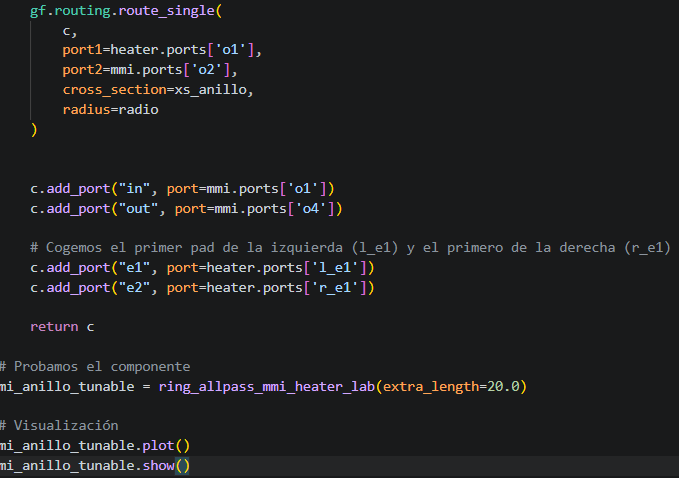 gf.routing.route_single(
c,
port1=heater.ports['o1'],
port2=mmi.ports['o2'],
cross_section=xs_anillo,
radius=radio
)
c.add_port("in", port=mmi.ports['o1'])
c.add_port("out", port=mmi.ports['o4'])
# Cogemos el primer pad de la izquierda (l_e1) y el primero de la derecha (r_e1)
c.add_port("e1", port=heater.ports['l_e1'])
c.add_port("e2", port=heater.ports['r_e1'])
return c
# Probamos el componente
mi_anillo_tunable = ring_allpass_mmi_heater_lab(extra_length=20.0)
# Visualización
mi_anillo_tunable.plot()
mi_anillo_tunable.show()